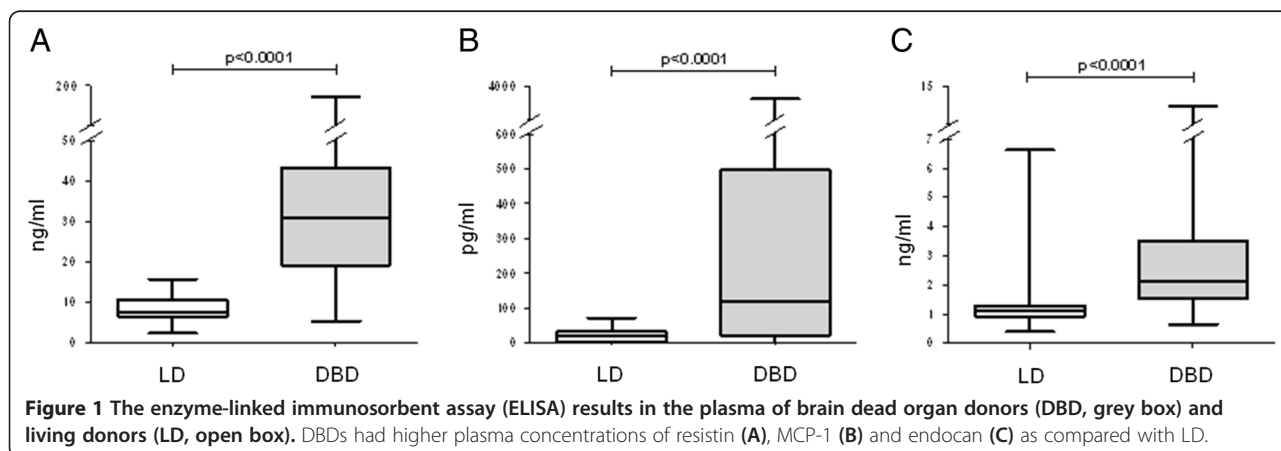 A
p<0.0001
200
50
40
30
20
10
0
ng/ml
LD
DBD
B
p<0.0001
4000
600
500
400
300
200
100
0
pg/ml
LD
DBD
C
p<0.0001
15
7
6
5
4
3
2
1
0
ng/ml
LD
DBD
Figure 1 The enzyme-linked immunosorbent assay (ELISA) results in the plasma of brain dead organ donors (DBD, grey box) and
living donors (LD, open box). DBDs had higher plasma concentrations of resistin (A), MCP-1 (B) and endocan (C) as compared with LD.